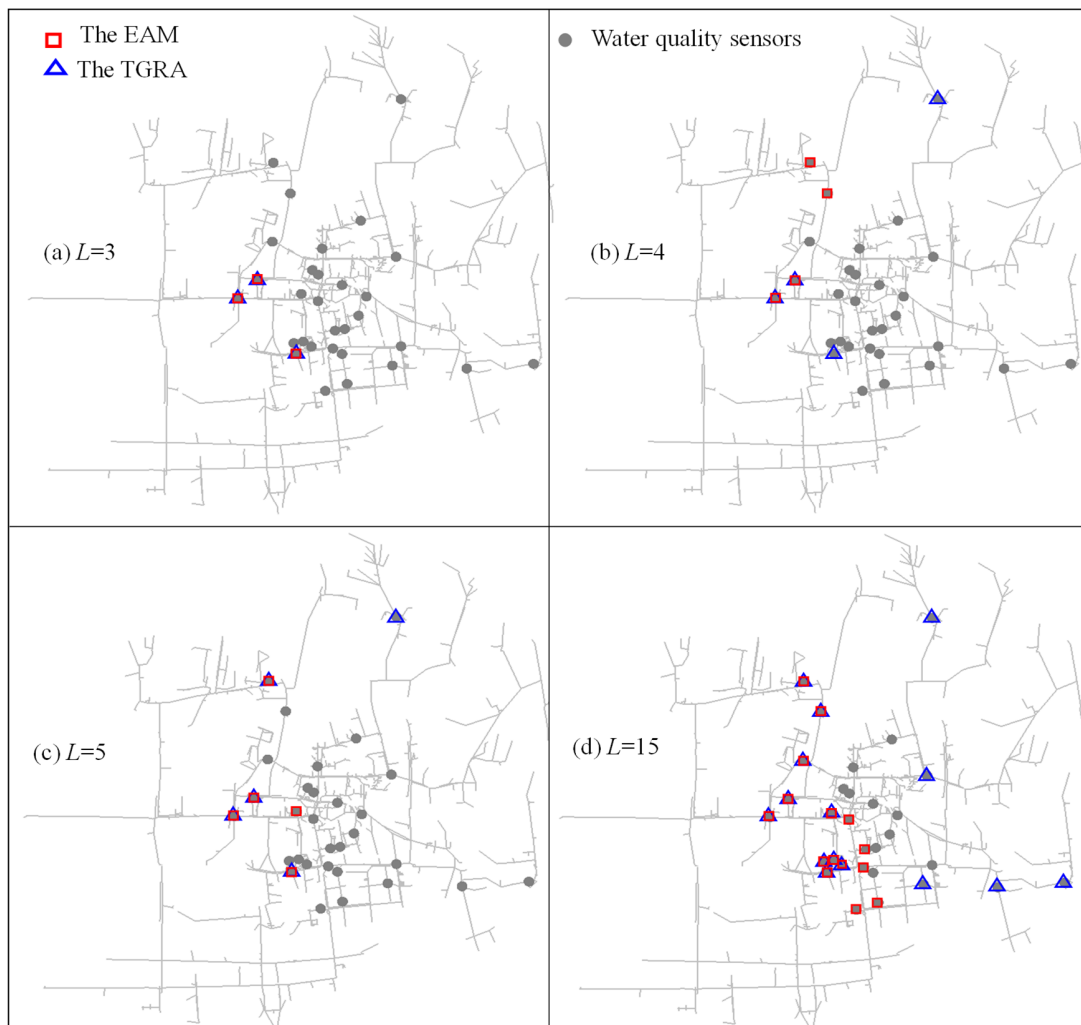 The EAM
The TGRA
Water quality sensors
(a) L=3
(b) L=4
(c) L=5
(d) L=15